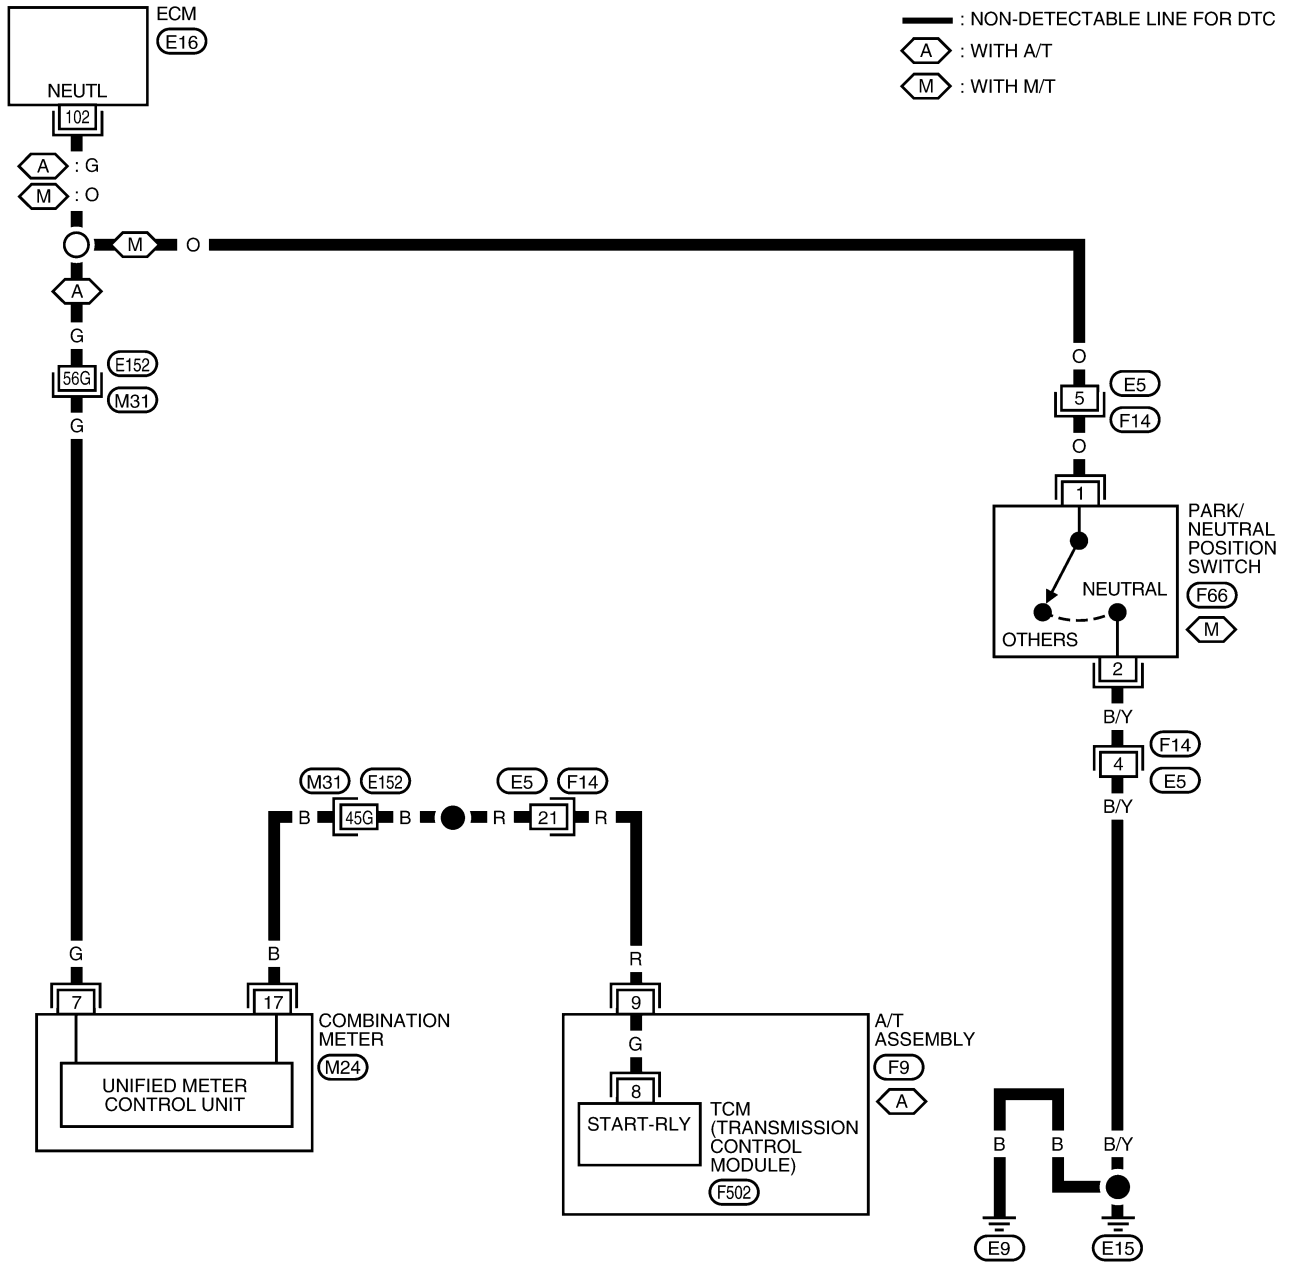 ECM
E16
NEUTL
102
A : G
M : O
: NON-DETECTABLE LINE FOR DTC
A : WITH A/T
M : WITH M/T
M O
A
G
56G
E152
M31
G
O
5
E5
F14
O
1
PARK/
NEUTRAL
POSITION
SWITCH
F66
M
NEUTRAL
OTHERS
2
B/Y
4
F14
E5
B/Y
M31 E152 E5 F14
B 45G B R 21 R
G B R
7 17 9
COMBINATION
METER
M24
UNIFIED METER
CONTROL UNIT
G
8
START-RLY
A/T
ASSEMBLY
F9
A
TCM
(TRANSMISSION
CONTROL
MODULE)
F502
B B B/Y
E9 E15